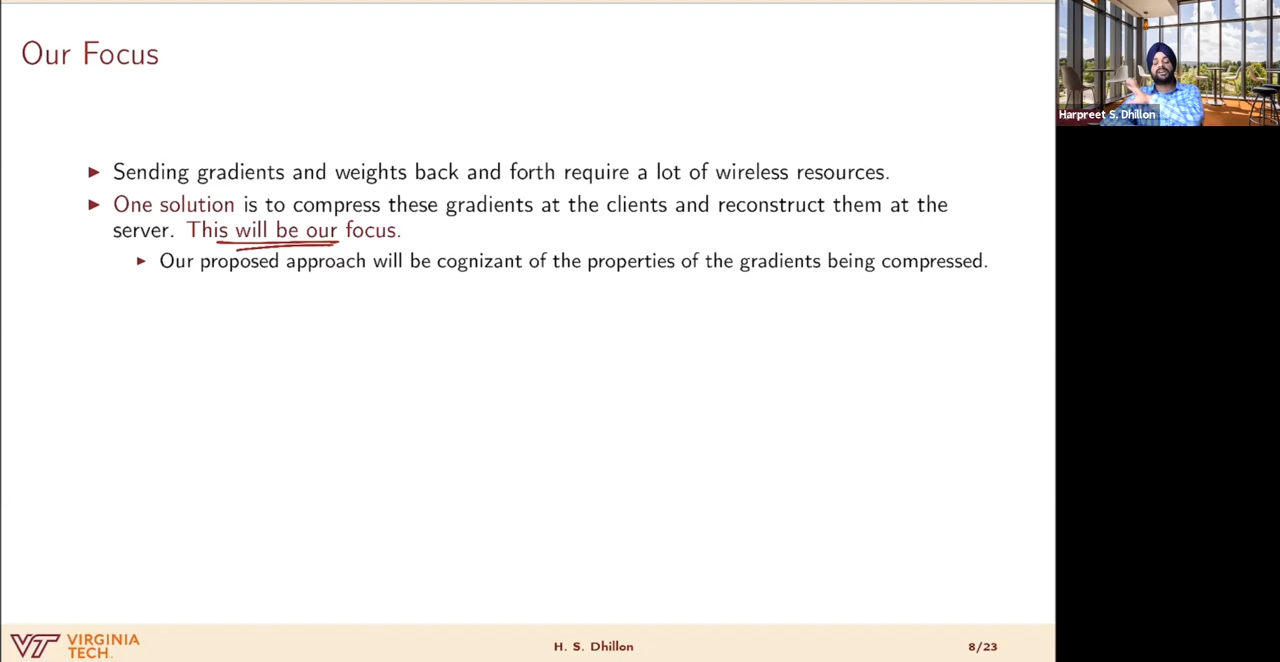 Our Focus
Harpreet S. Dhillon
▶ Sending gradients and weights back and forth require a lot of wireless resources.
▶ One solution is to compress these gradients at the clients and reconstruct them at the
server. This will be our focus.
▶ Our proposed approach will be cognizant of the properties of the gradients being compressed.
VT VIRGINIA
TECH
H. S. Dhillon
8/23